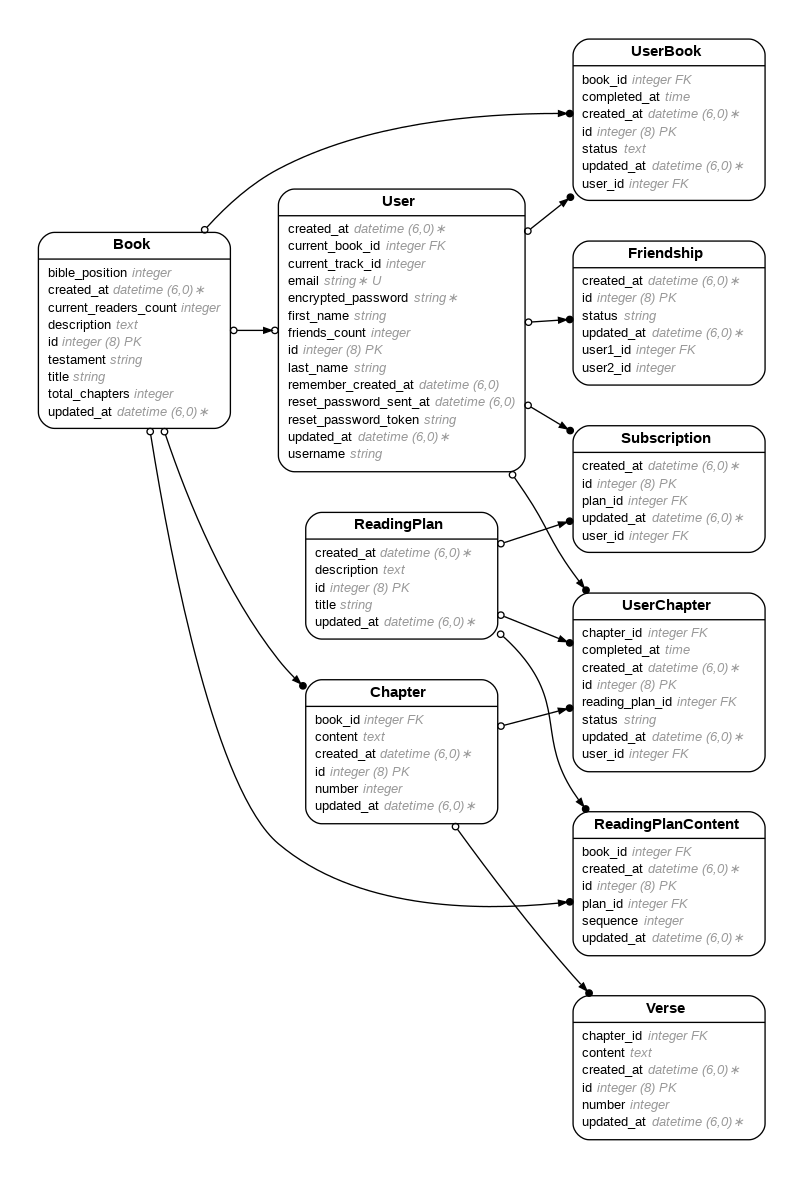 UserBook
book_id integer FK
completed_at time
created_at datetime (6,0)∗
id integer (8) PK
status text
updated_at datetime (6,0)∗
user_id integer FK
User
created_at datetime (6,0)∗
current_book_id integer FK
current_track_id integer
email string∗ U
encrypted_password string∗
first_name string
friends_count integer
id integer (8) PK
last_name string
remember_created_at datetime (6,0)
reset_password_sent_at datetime (6,0)
reset_password_token string
updated_at datetime (6,0)∗
username string
Book
bible_position integer
created_at datetime (6,0)∗
current_readers_count integer
description text
id integer (8) PK
testament string
title string
total_chapters integer
updated_at datetime (6,0)∗
Friendship
created_at datetime (6,0)∗
id integer (8) PK
status string
updated_at datetime (6,0)∗
user1_id integer FK
user2_id integer
Subscription
created_at datetime (6,0)∗
id integer (8) PK
plan_id integer FK
updated_at datetime (6,0)∗
user_id integer FK
ReadingPlan
created_at datetime (6,0)∗
description text
id integer (8) PK
title string
updated_at datetime (6,0)∗
UserChapter
chapter_id integer FK
completed_at time
created_at datetime (6,0)∗
id integer (8) PK
reading_plan_id integer FK
status string
updated_at datetime (6,0)∗
user_id integer FK
Chapter
book_id integer FK
content text
created_at datetime (6,0)∗
id integer (8) PK
number integer
updated_at datetime (6,0)∗
ReadingPlanContent
book_id integer FK
created_at datetime (6,0)∗
id integer (8) PK
plan_id integer FK
sequence integer
updated_at datetime (6,0)∗
Verse
chapter_id integer FK
content text
created_at datetime (6,0)∗
id integer (8) PK
number integer
updated_at datetime (6,0)∗